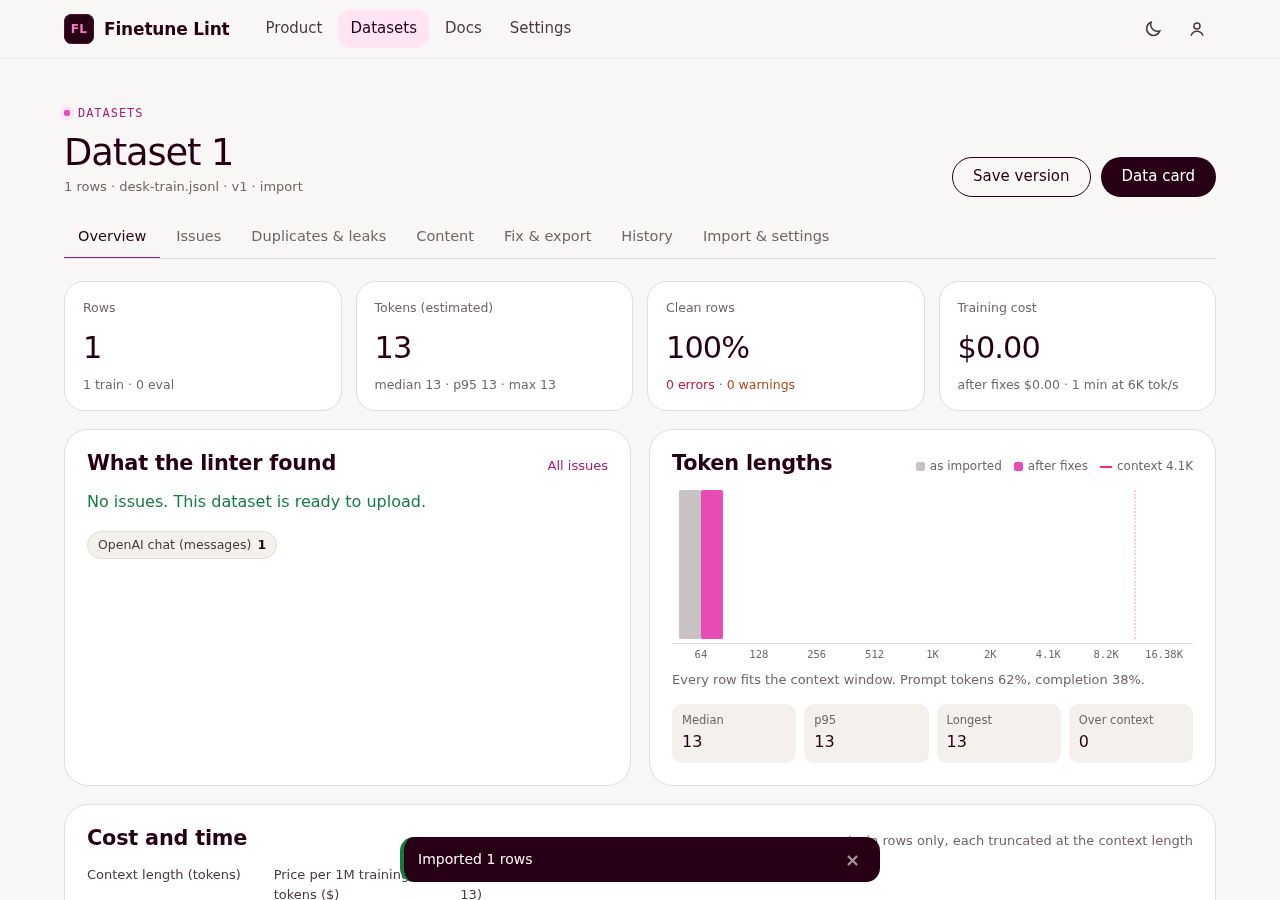 FL Finetune Lint Product Datasets Docs Settings
DATASETS
Dataset 1
1 rows · desk-train.jsonl · v1 · import
Save version Data card
Overview Issues Duplicates & leaks Content Fix & export History Import & settings
Rows
1
1 train · 0 eval
Tokens (estimated)
13
median 13 · p95 13 · max 13
Clean rows
100%
0 errors · 0 warnings
Training cost
$0.00
after fixes $0.00 · 1 min at 6K tok/s
What the linter found All issues
No issues. This dataset is ready to upload.
OpenAI chat (messages) 1
Token lengths as imported after fixes context 4.1K
64 128 256 512 1K 2K 4.1K 8.2K 16.38K
Every row fits the context window. Prompt tokens 62%, completion 38%.
Median
13
p95
13
Longest
13
Over context
0
Cost and time
rows only, each truncated at the context length
Context length (tokens)
Price per 1M training
tokens ($)
13)
Imported 1 rows ×